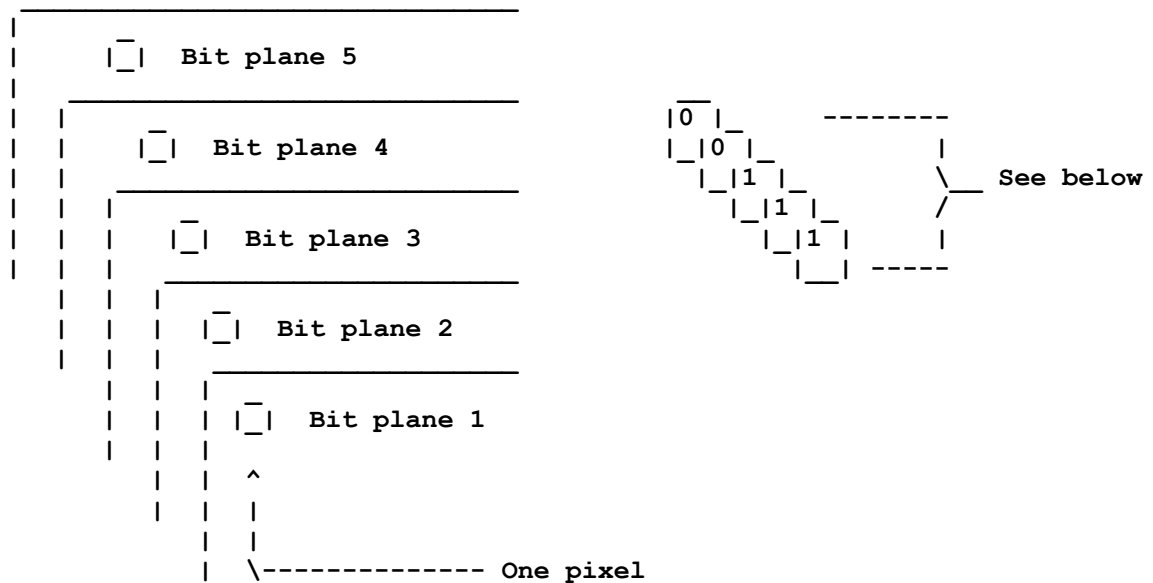 Bit plane 5
0
Bit plane 4
0
1
See below
1
Bit plane 3
1
Bit plane 2
Bit plane 1
One pixel